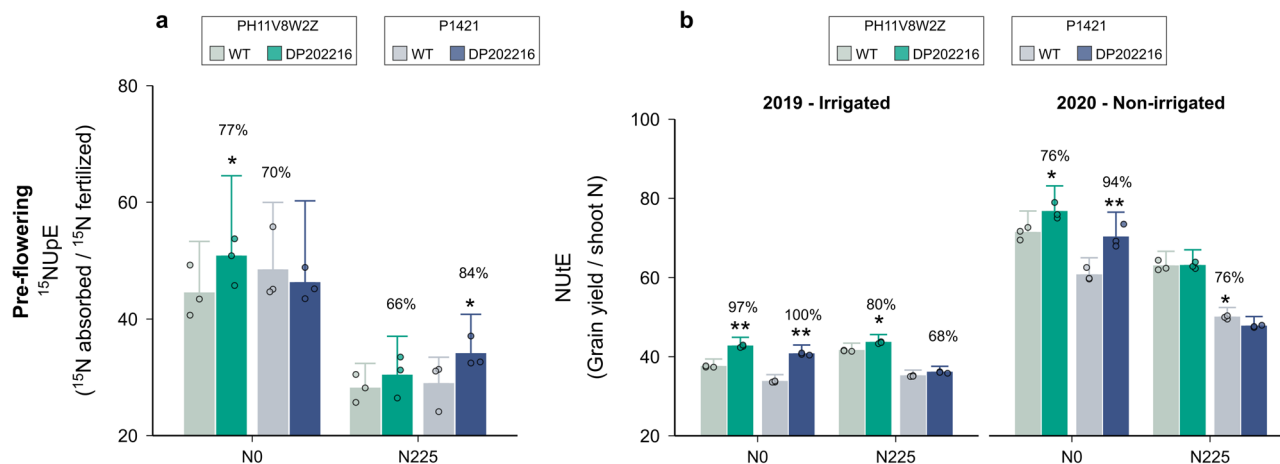 a
PH11V8W2Z
WT DP202216
P1421
WT DP202216
Pre-flowering
¹⁵NUpE
(¹⁵N absorbed / ¹⁵N fertilized)
80
60
40
20
77%
*
70%
66%
84%
*
N0
N225
b
PH11V8W2Z
WT DP202216
P1421
WT DP202216
2019 - Irrigated
2020 - Non-irrigated
NUtE
(Grain yield / shoot N)
100
80
60
40
20
97%
**
100%
**
80%
*
68%
76%
*
94%
**
76%
*
N0
N225
N0
N225